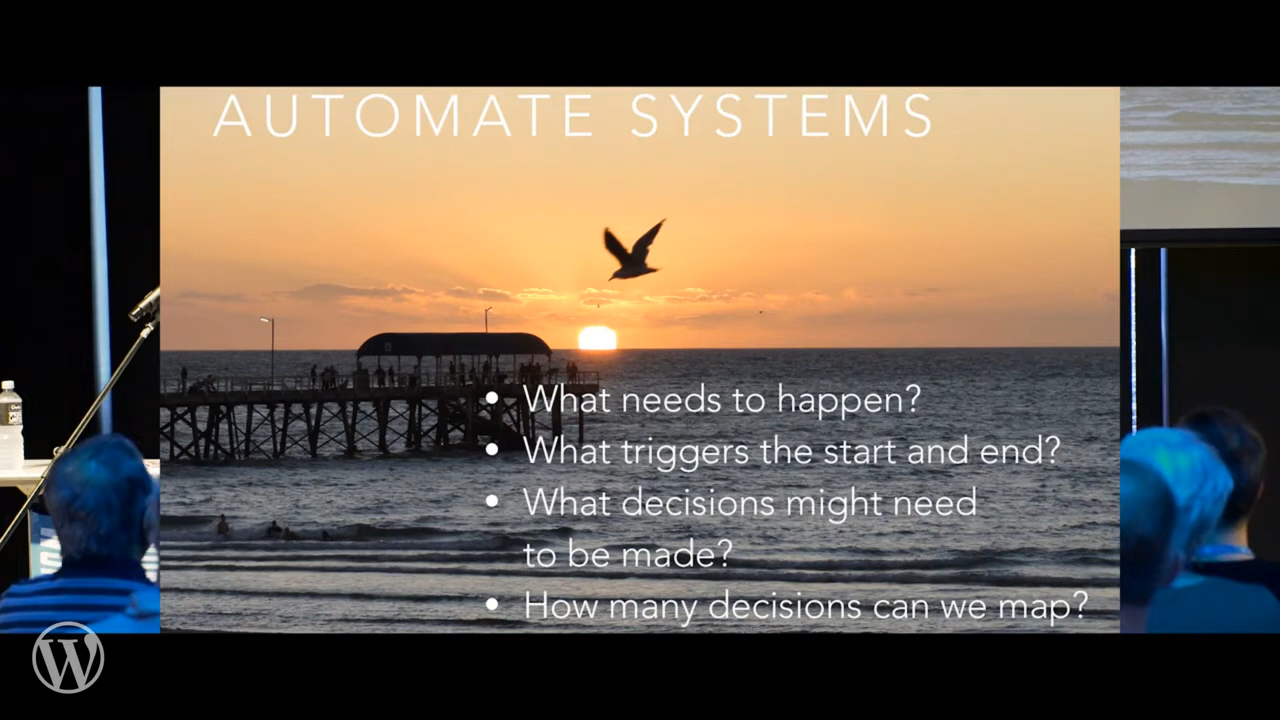 AUTOMATE SYSTEMS
• What needs to happen?
• What triggers the start and end?
• What decisions might need
to be made?
• How many decisions can we map?